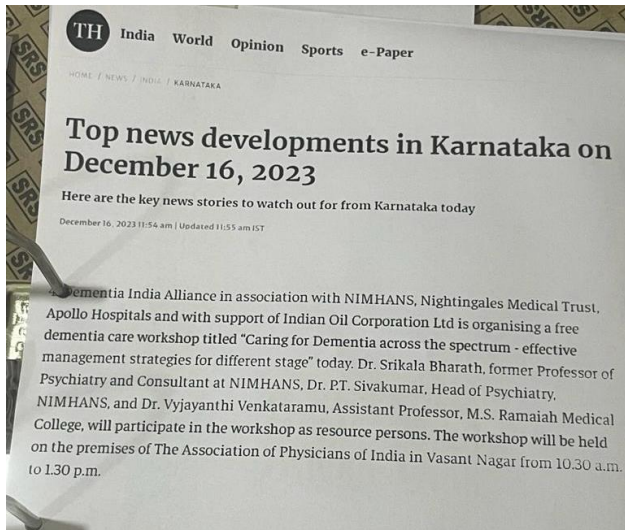 TH India World Opinion Sports e-Paper
HOME / NEWS / INDIA / KARNATAKA
Top news developments in Karnataka on
December 16, 2023
Here are the key news stories to watch out for from Karnataka today
December 16, 2023 11:54 am | Updated 11:55 am IST
Dementia India Alliance in association with NIMHANS, Nightingales Medical Trust,
Apollo Hospitals and with support of Indian Oil Corporation Ltd is organising a free
dementia care workshop titled “Caring for Dementia across the spectrum - effective
management strategies for different stage” today. Dr. Srikala Bharath, former Professor of
Psychiatry and Consultant at NIMHANS, Dr. P.T. Sivakumar, Head of Psychiatry,
NIMHANS, and Dr. Vyjayanthi Venkataramu, Assistant Professor, M.S. Ramaiah Medical
College, will participate in the workshop as resource persons. The workshop will be held
on the premises of The Association of Physicians of India in Vasant Nagar from 10.30 a.m.
to 1.30 p.m.
SRS
SRS
SRS
SRS
SRS